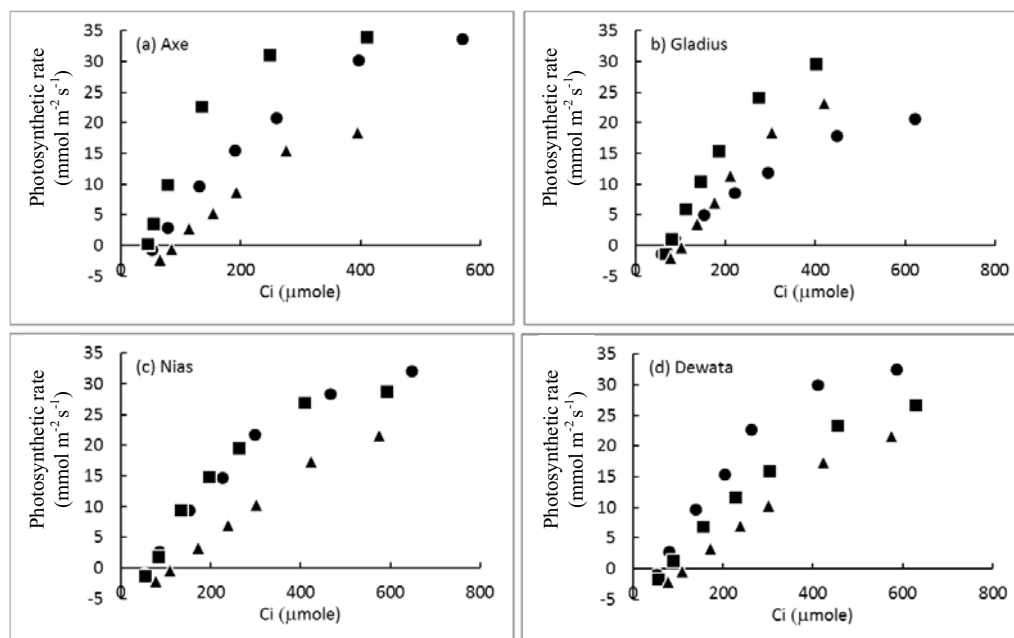 (a) Axe
Photosynthetic rate
(mmol m-2 s-1)
35
30
25
20
15
10
5
0
-5
0 200 400 600
Ci (µmole)
b) Gladius
Photosynthetic rate
(mmol m-2 s-1)
35
30
25
20
15
10
5
0
-5
0 200 400 600 800
Ci (µmole)
(c) Nias
Photosynthetic rate
(mmol m-2 s-1)
35
30
25
20
15
10
5
0
-5
0 200 400 600 800
Ci (µmole)
(d) Dewata
Photosynthetic rate
(mmol m-2 s-1)
35
30
25
20
15
10
5
0
-5
0 200 400 600 800
Ci (µmole)